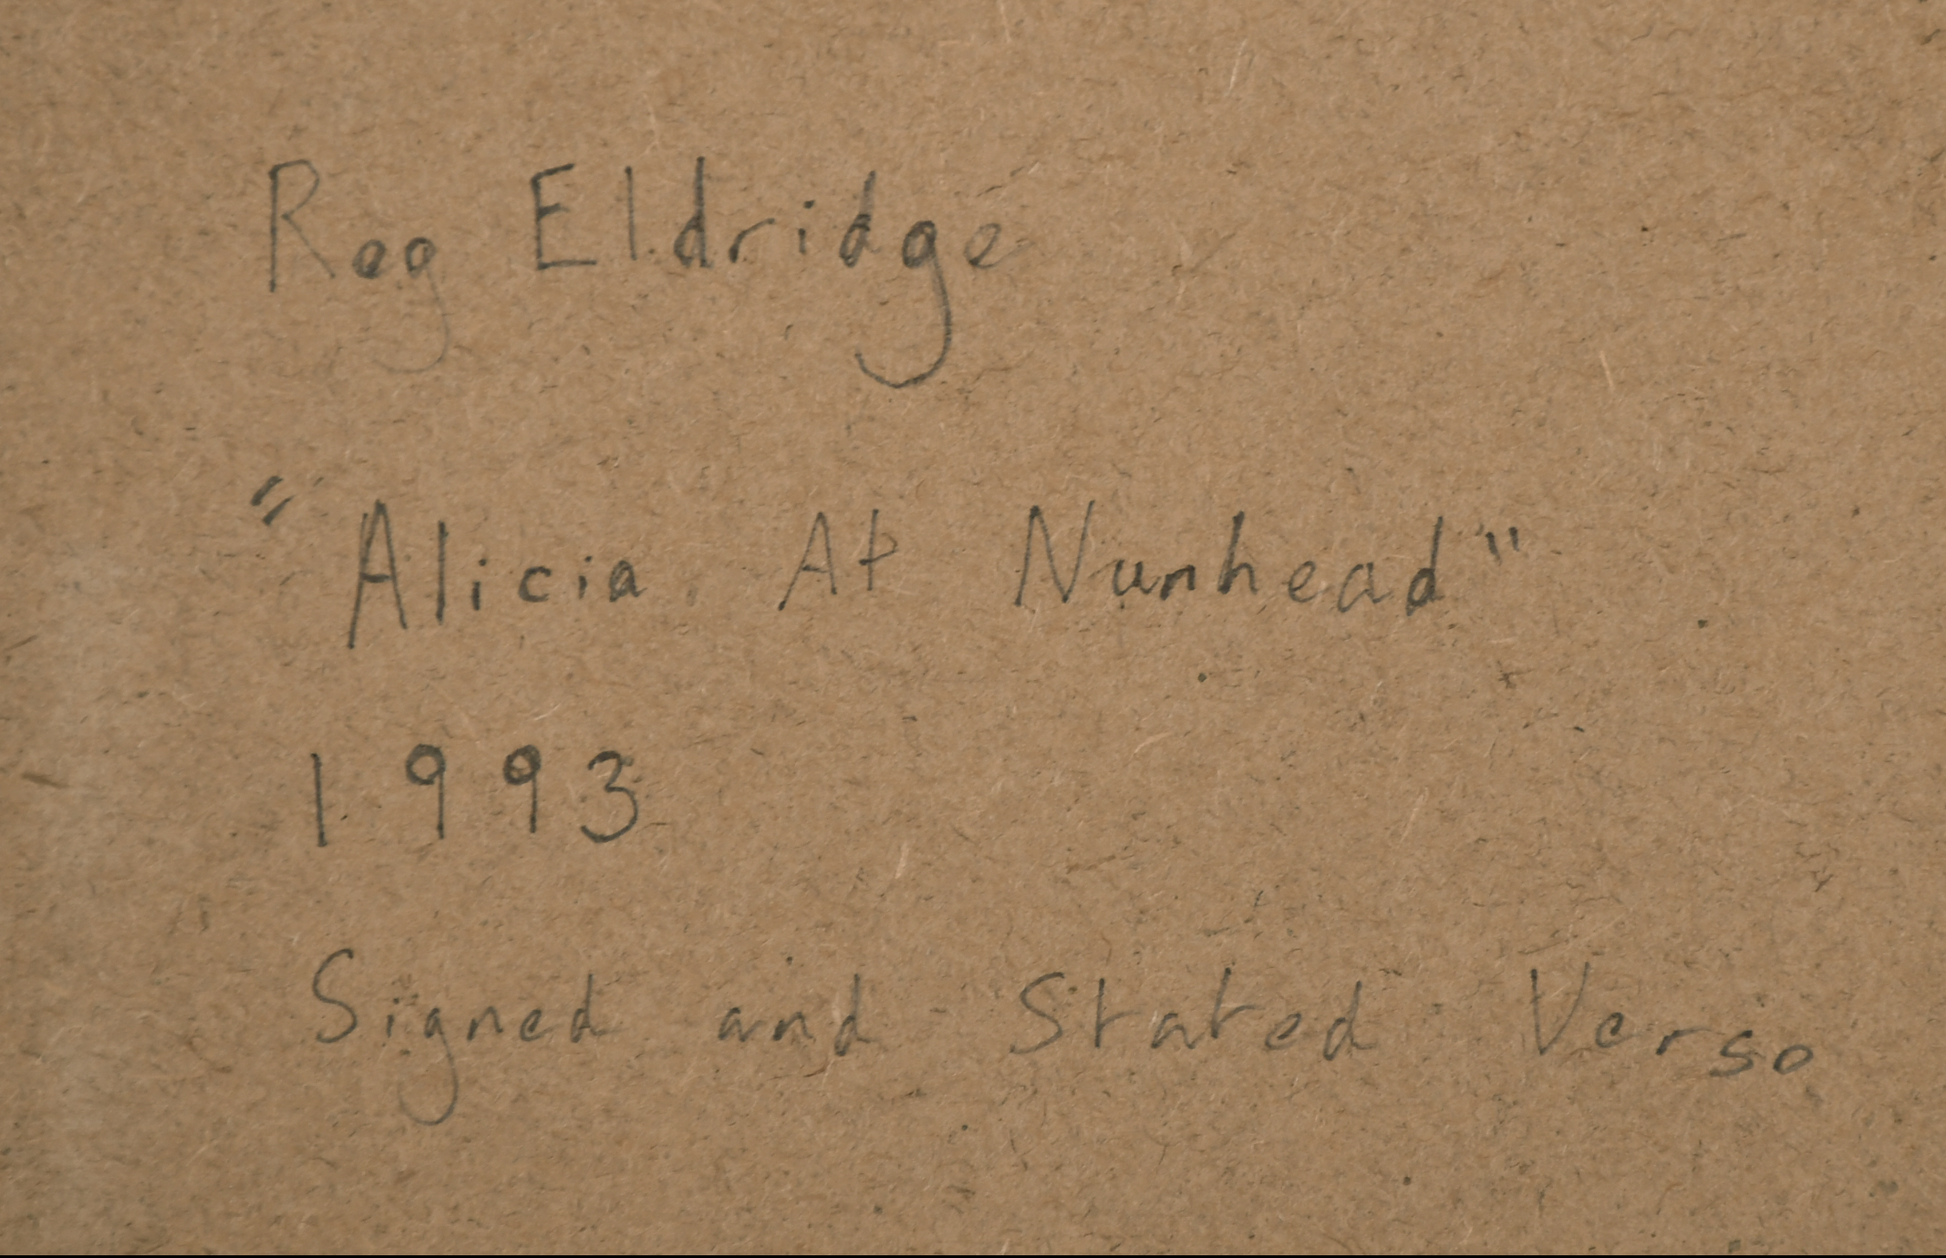 Reg Eldridge
"Alicia At Nunhead"
1993
Signed and Stated Verso